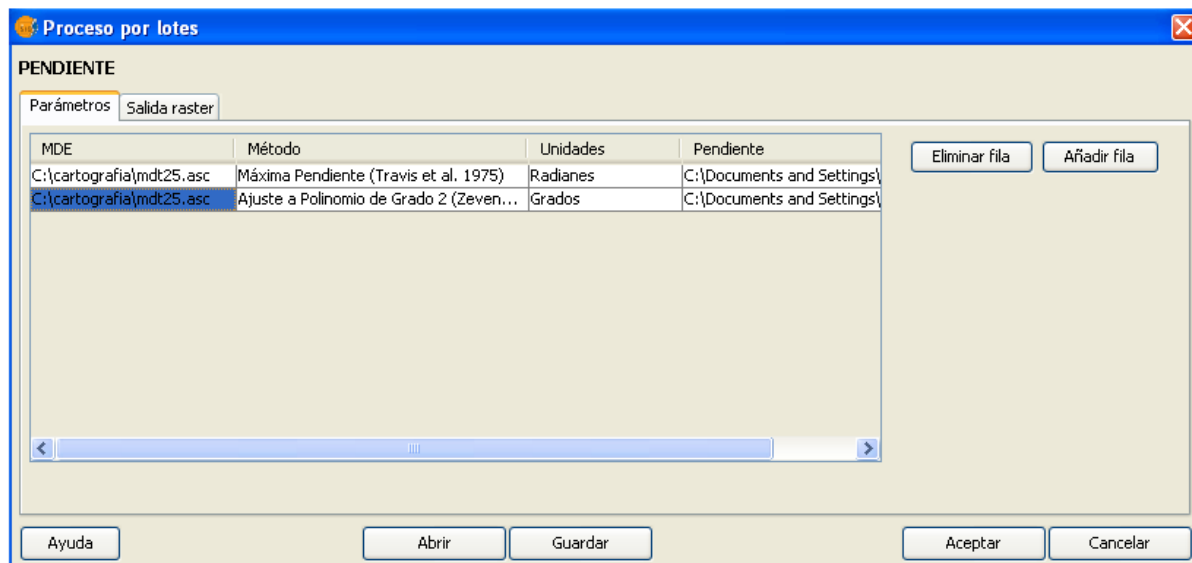 Proceso por lotes
PENDIENTE
Parámetros Salida raster
MDE Método Unidades Pendiente
C:\cartografia\mdt25.asc Máxima Pendiente (Travis et al. 1975) Radianes C:\Documents and Settings\
C:\cartografia\mdt25.asc Ajuste a Polinomio de Grado 2 (Zeven... Grados C:\Documents and Settings\
Eliminar fila Añadir fila
Ayuda Abrir Guardar Aceptar Cancelar